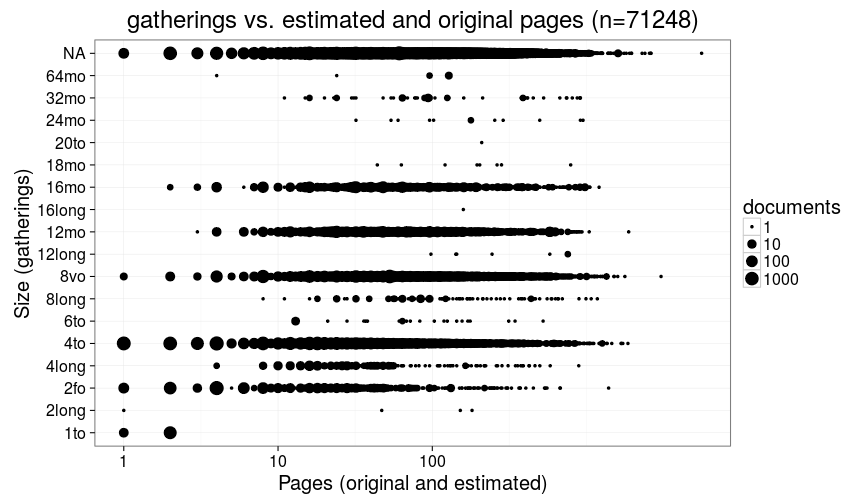 gatherings vs. estimated and original pages (n=71248)
Size (gatherings)
NA
64mo
32mo
24mo
20to
18mo
16mo
16long
12mo
12long
8vo
8long
6to
4to
4long
2fo
2long
1to
1 10 100
Pages (original and estimated)
documents
1
10
100
1000